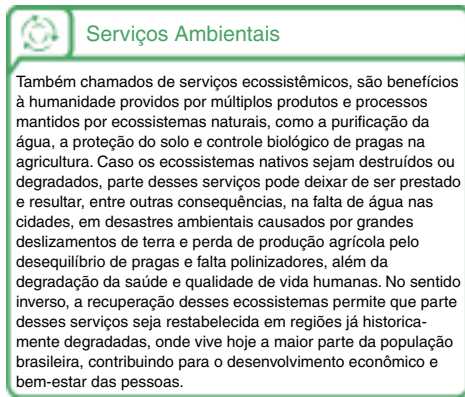 Serviços Ambientais
Também chamados de serviços ecossistêmicos, são benefícios
à humanidade providos por múltiplos produtos e processos
mantidos por ecossistemas naturais, como a purificação da
água, a proteção do solo e controle biológico de pragas na
agricultura. Caso os ecossistemas nativos sejam destruídos ou
degradados, parte desses serviços pode deixar de ser prestado
e resultar, entre outras consequências, na falta de água nas
cidades, em desastres ambientais causados por grandes
deslizamentos de terra e perda de produção agrícola pelo
desequilíbrio de pragas e falta polinizadores, além da
degradação da saúde e qualidade de vida humanas. No sentido
inverso, a recuperação desses ecossistemas permite que parte
desses serviços seja restabelecida em regiões já historica-
mente degradadas, onde vive hoje a maior parte da população
brasileira, contribuindo para o desenvolvimento econômico e
bem-estar das pessoas.